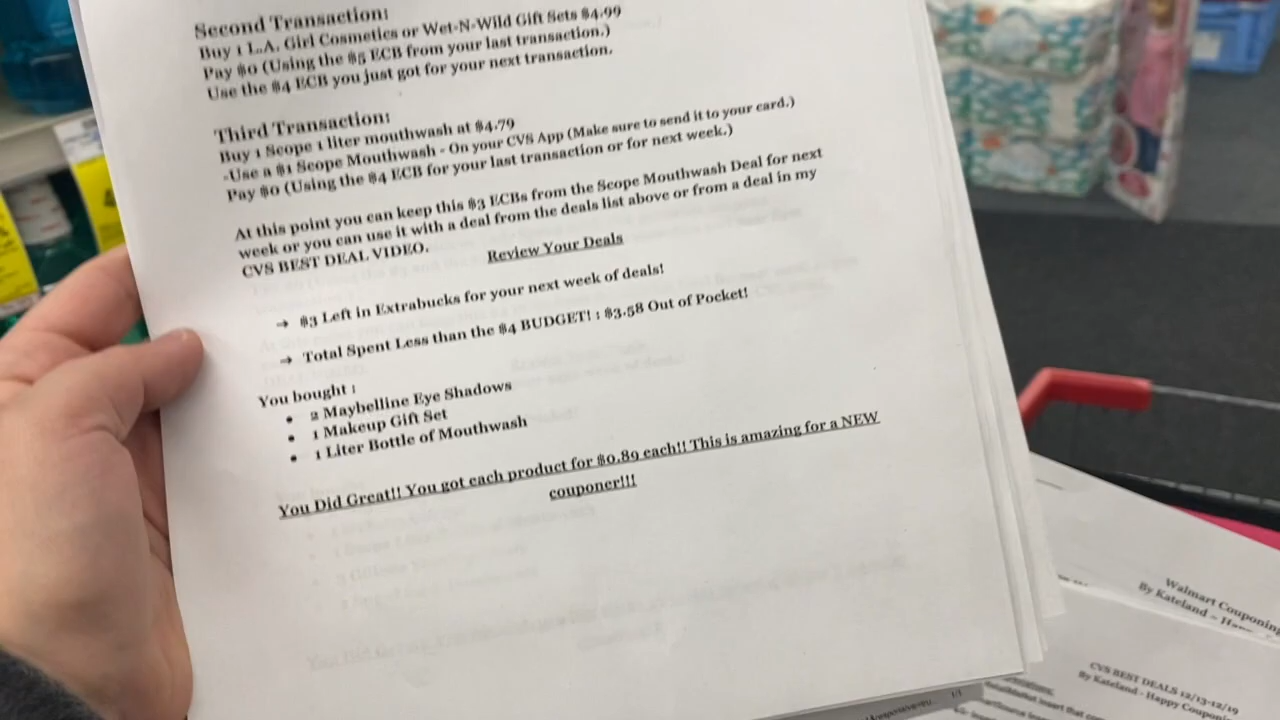 Second Transaction:
Buy 1 L.A. Girl Cosmetics or Wet-N-Wild Gift Sets $4.99
Pay $0 (Using the $5 ECB from your last transaction.)
Use the $4 ECB you just got for your next transaction.
Third Transaction:
Buy 1 Scope 1 liter mouthwash at $4.79
-Use a $1 Scope Mouthwash - On your CVS App (Make sure to send it to your card.)
Pay $0 (Using the $4 ECB for your last transaction or for next week.)
At this point you can keep this $3 ECBs from the Scope Mouthwash Deal for next
week or you can use it with a deal from the deals list above or from a deal in my
CVS BEST DEAL VIDEO.
Review Your Deals
→ $3 Left in Extrabucks for your next week of deals!
→ Total Spent Less than the $4 BUDGET! : $3.58 Out of Pocket!
You bought :
• 2 Maybelline Eye Shadows
• 1 Makeup Gift Set
• 1 Liter Bottle of Mouthwash
You Did Great!! You got each product for $0.89 each!! This is amazing for a NEW
couponer!!!
Walmart Couponin
By Kateland ~
CVS BEST DEALS 12/13-12/19
By Kateland - Happy Couponin
1/1